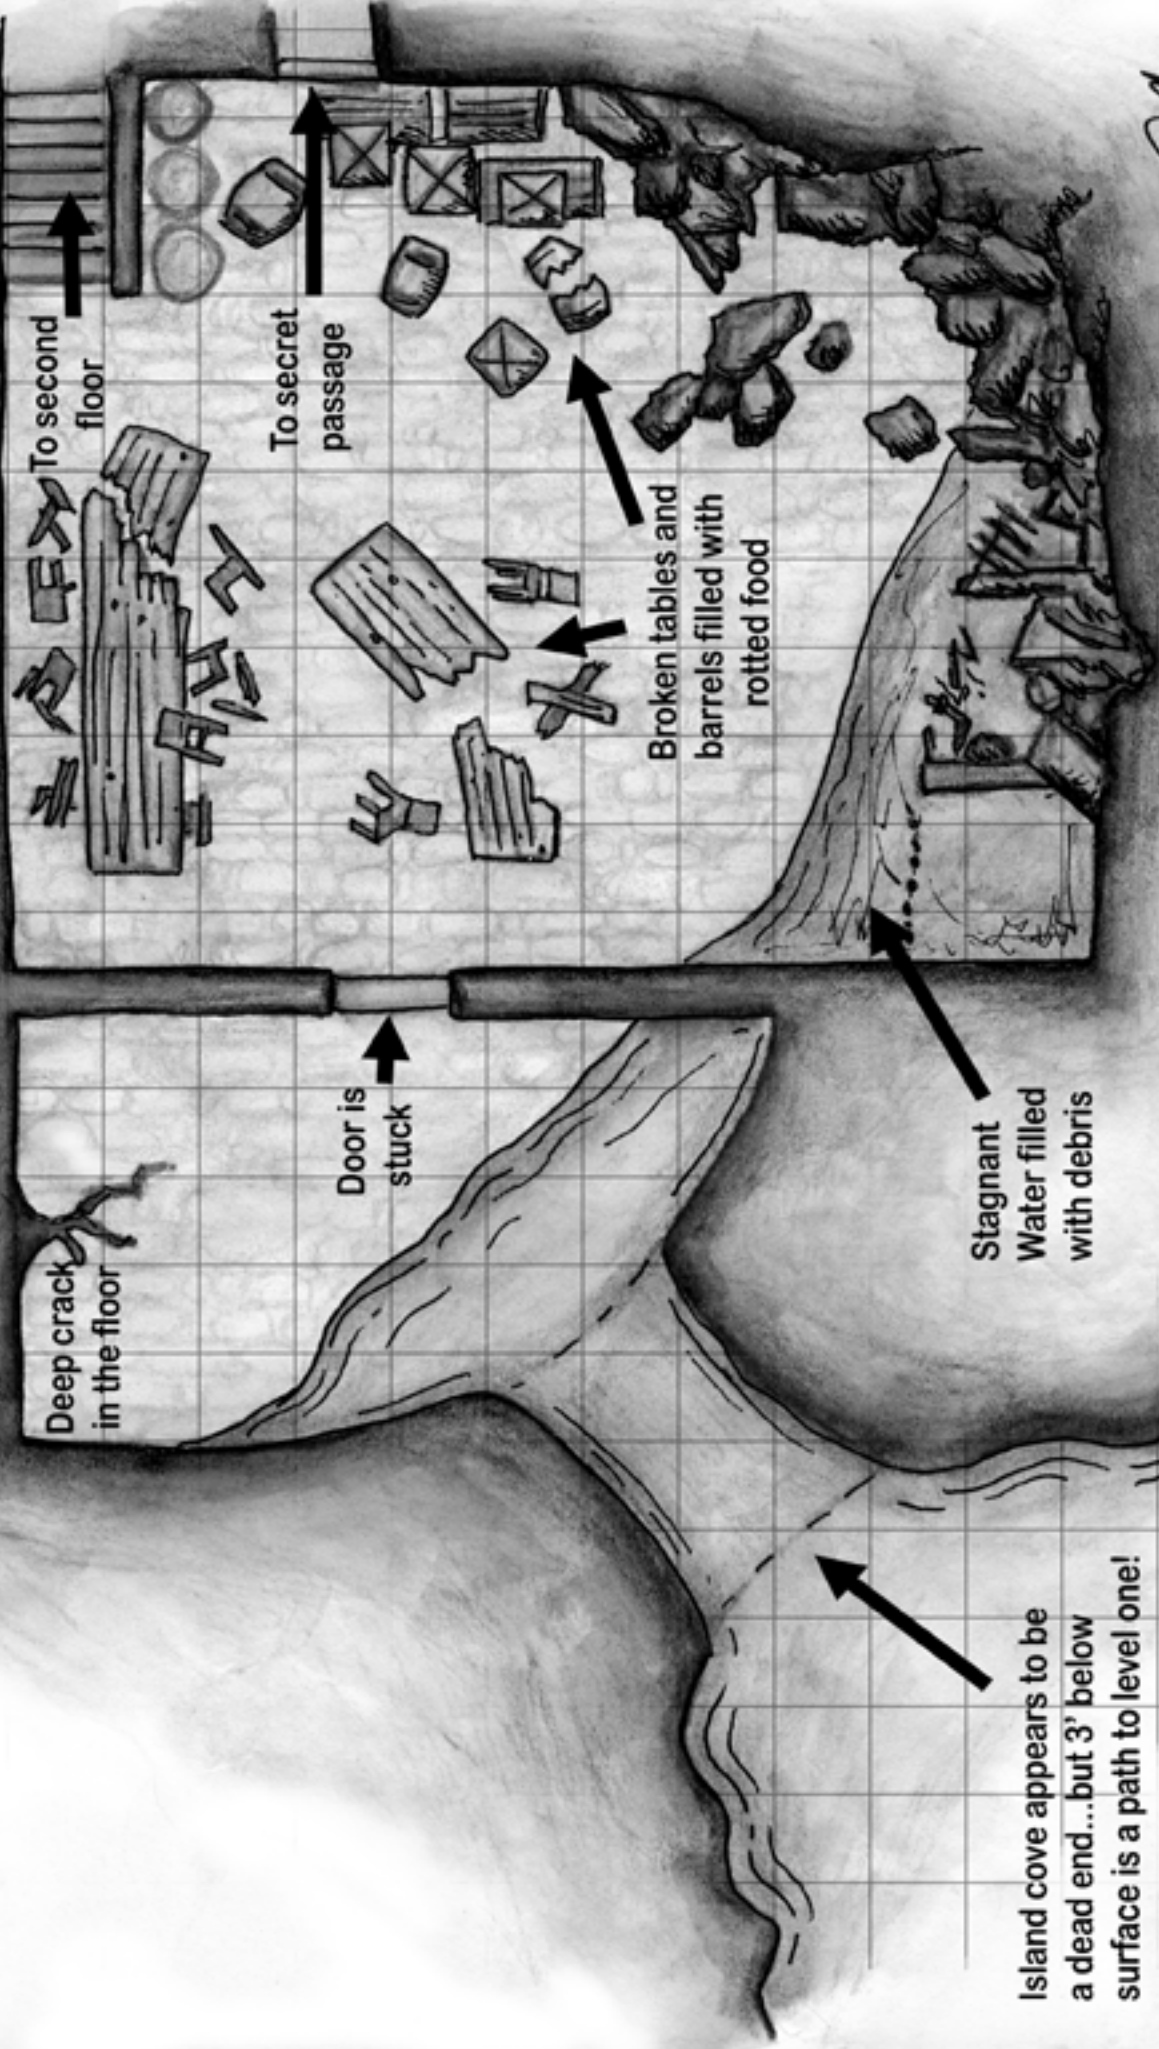 Island cove appears to be
a dead end...but 3' below
surface is a path to level one!
Deep crack
in the floor
Door is
stuck
Stagnant
Water filled
with debris
Broken tables and
barrels filled with
rotted food
To second
floor
To secret
passage